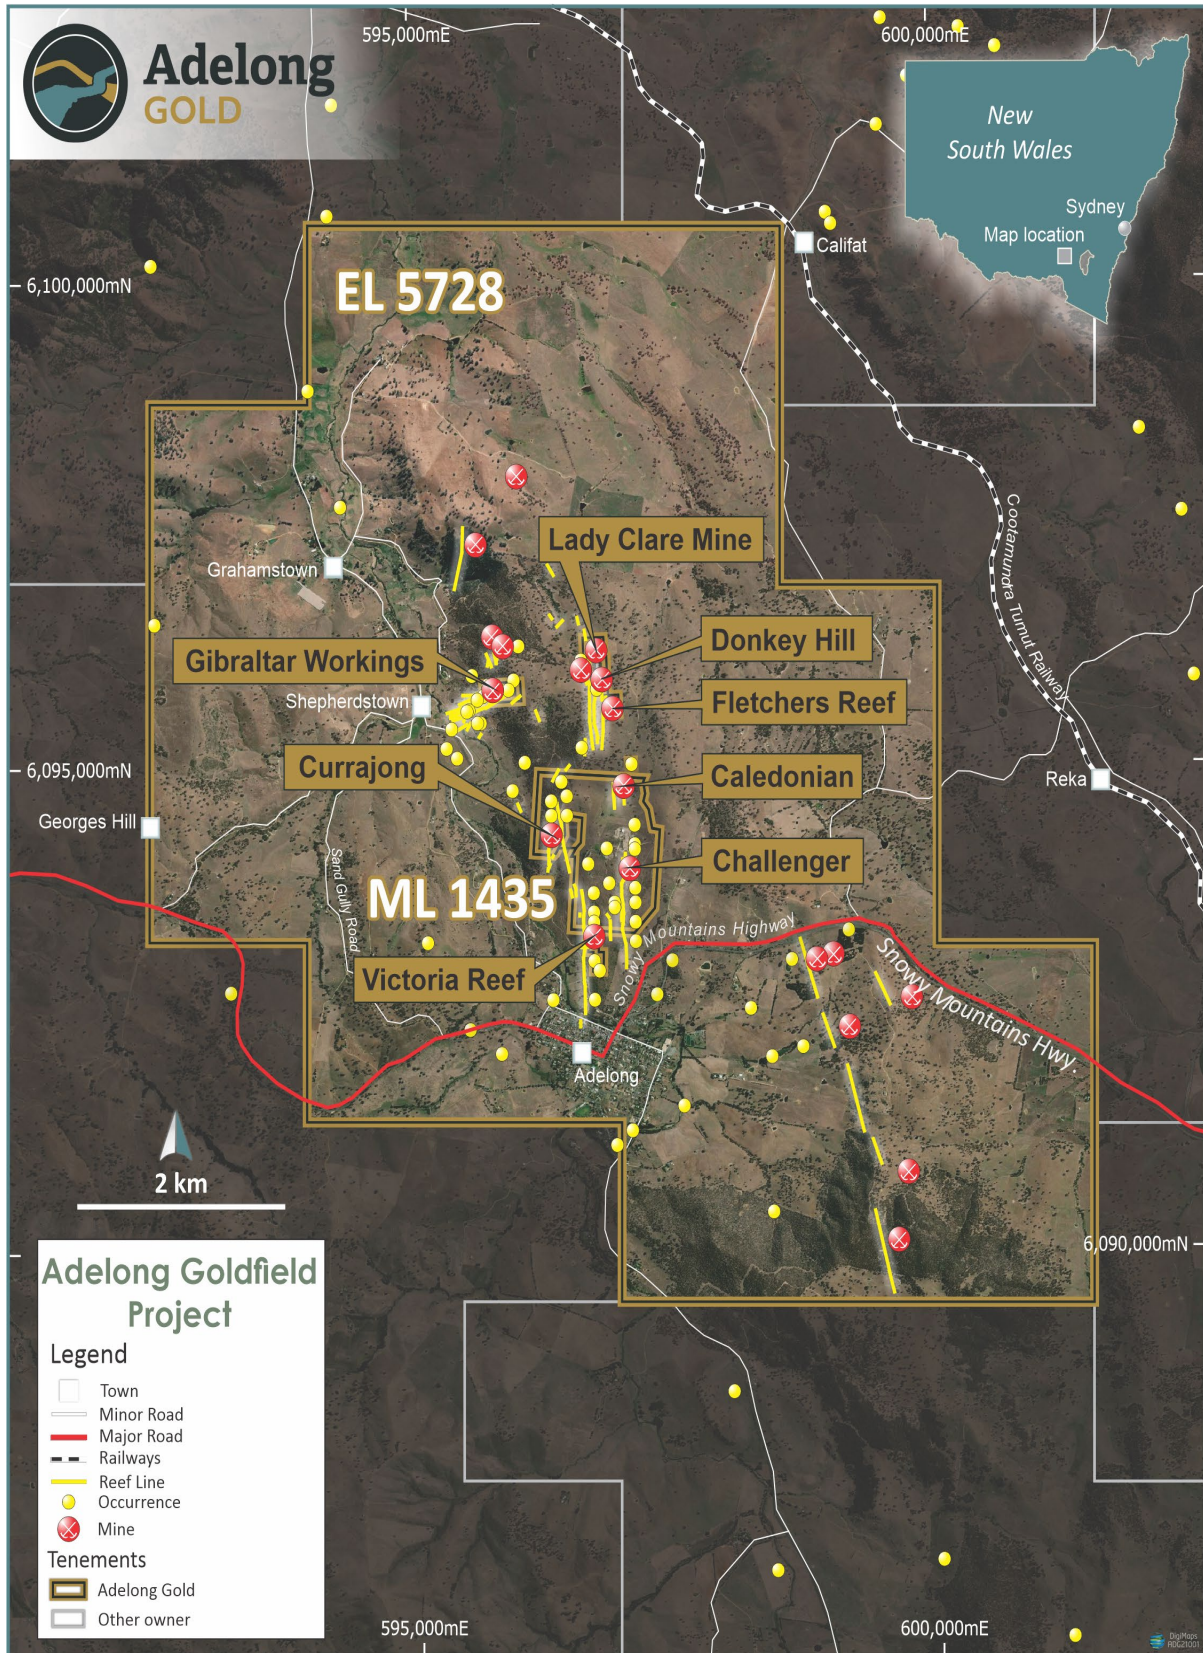 Adelong
GOLD
595,000mE
600,000mE
New
South Wales
Sydney
Map location
Califat
6,100,000mN
EL 5728
Lady Clare Mine
Grahamstown
Cootamundra Tumut Railway
Donkey Hill
Gibraltar Workings
Shepherdstown
Fletchers Reef
Currajong
Caledonian
6,095,000mN
Reka
Georges Hill
Challenger
Sand Gully Road
ML 1435
Snowy Mountains Highway
Snowy Mountains Hwy.
Victoria Reef
Adelong
2 km
6,090,000mN
Adelong Goldfield
Project
Legend
Town
Minor Road
Major Road
Railways
Reef Line
Occurrence
Mine
Tenements
Adelong Gold
Other owner
595,000mE
600,000mE
DigiMaps
ADG21001